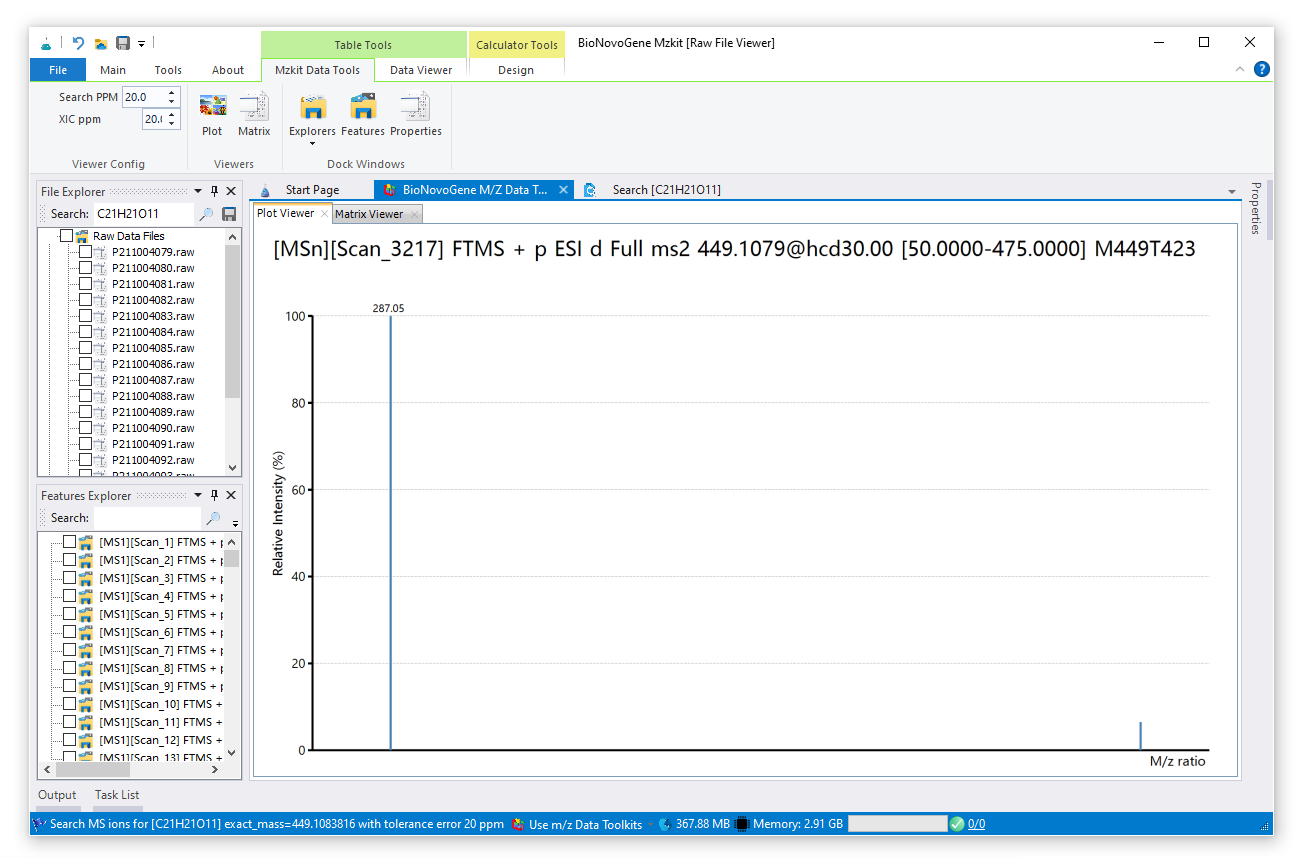 Table Tools
Calculator Tools
BioNovoGene Mzkit [Raw File Viewer]
File
Main
Tools
About
Mzkit Data Tools
Data Viewer
Design
Search PPM 20.0
XIC ppm
Plot
Matrix
Explorers
Features
Properties
Viewer Config
Viewers
Dock Windows
File Explorer
Search: C21H21O11
Raw Data Files
P211004079.raw
P211004080.raw
P211004081.raw
P211004082.raw
P211004083.raw
P211004084.raw
P211004085.raw
P211004086.raw
P211004087.raw
P211004088.raw
P211004089.raw
P211004090.raw
P211004091.raw
P211004092.raw
Features Explorer
Search:
[MS1][Scan_1] FTMS +
[MS1][Scan_2] FTMS +
[MS1][Scan_3] FTMS +
[MS1][Scan_4] FTMS +
[MS1][Scan_5] FTMS +
[MS1][Scan_6] FTMS +
[MS1][Scan_7] FTMS +
[MS1][Scan_8] FTMS +
[MS1][Scan_9] FTMS +
[MS1][Scan_10] FTMS +
[MS1][Scan_11] FTMS +
[MS1][Scan_12] FTMS +
[MS1][Scan_13] FTMS +
Start Page
BioNovoGene M/Z Data T...
Search [C21H21O11]
Plot Viewer
Matrix Viewer
[MSn][Scan_3217] FTMS + p ESI d Full ms2 449.1079@hcd30.00 [50.0000-475.0000] M449T423
287.05
100
80
60
40
20
0
Relative Intensity (%)
M/z ratio
Properties
Output
Task List
Search MS ions for [C21H21O11] exact_mass=449.1083816 with tolerance error 20 ppm
Use m/z Data Toolkits
367.88 MB
Memory: 2.91 GB
0/0